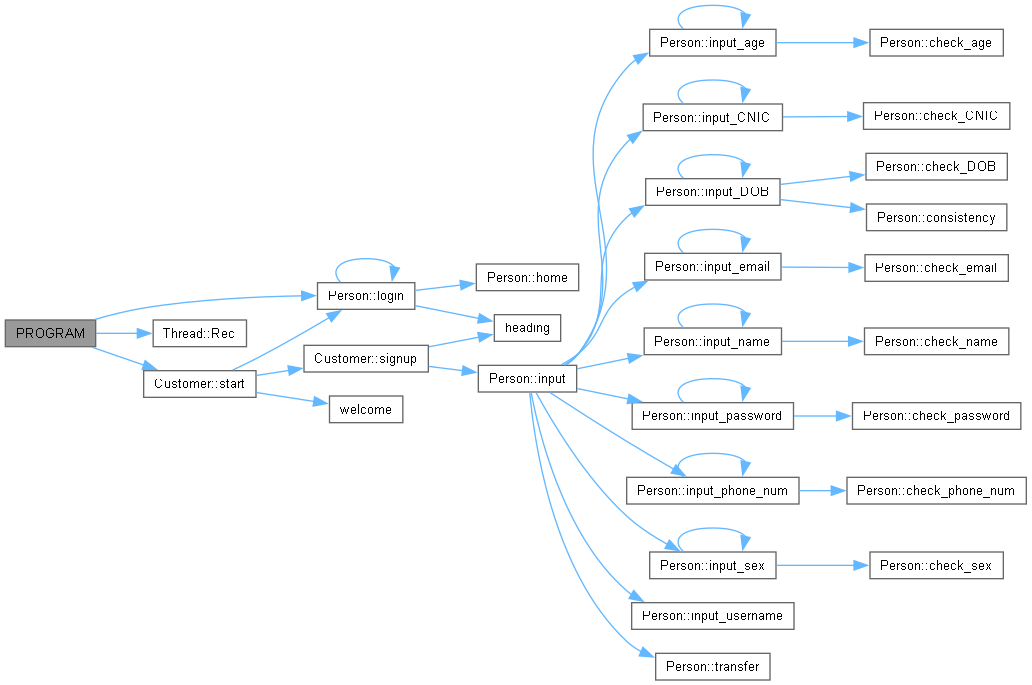 Person::input_age
Person::check_age
Person::input_CNIC
Person::check_CNIC
Person::input_DOB
Person::check_DOB
Person::consistency
Person::input_email
Person::check_email
Person::home
Person::login
heading
PROGRAM
Thread::Rec
Person::input_name
Person::check_name
Customer::signup
Customer::start
Person::input
welcome
Person::input_password
Person::check_password
Person::input_phone_num
Person::check_phone_num
Person::input_sex
Person::check_sex
Person::input_username
Person::transfer